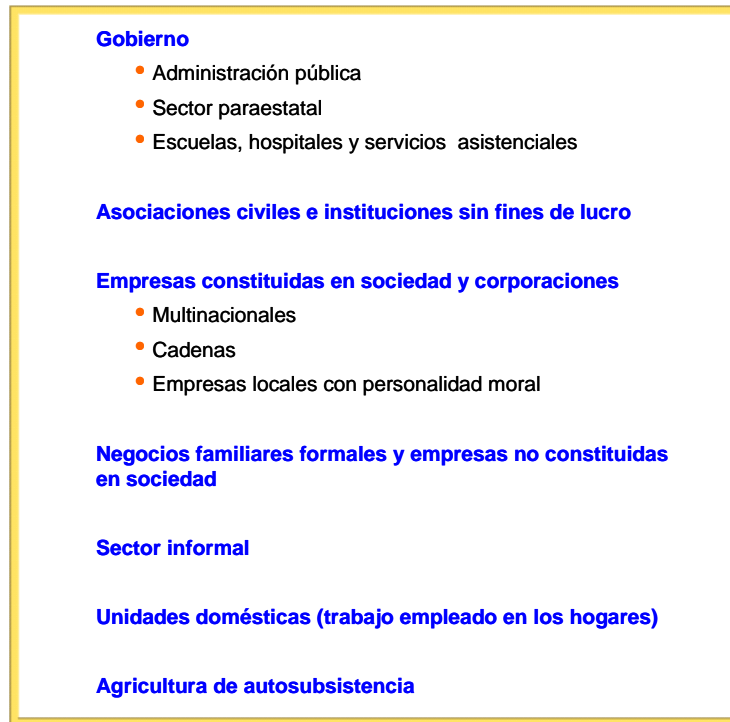 Gobierno
• Administración pública
• Sector paraestatal
• Escuelas, hospitales y servicios asistenciales
Asociaciones civiles e instituciones sin fines de lucro
Empresas constituidas en sociedad y corporaciones
• Multinacionales
• Cadenas
• Empresas locales con personalidad moral
Negocios familiares formales y empresas no constituidas
en sociedad
Sector informal
Unidades domésticas (trabajo empleado en los hogares)
Agricultura de autosubsistencia